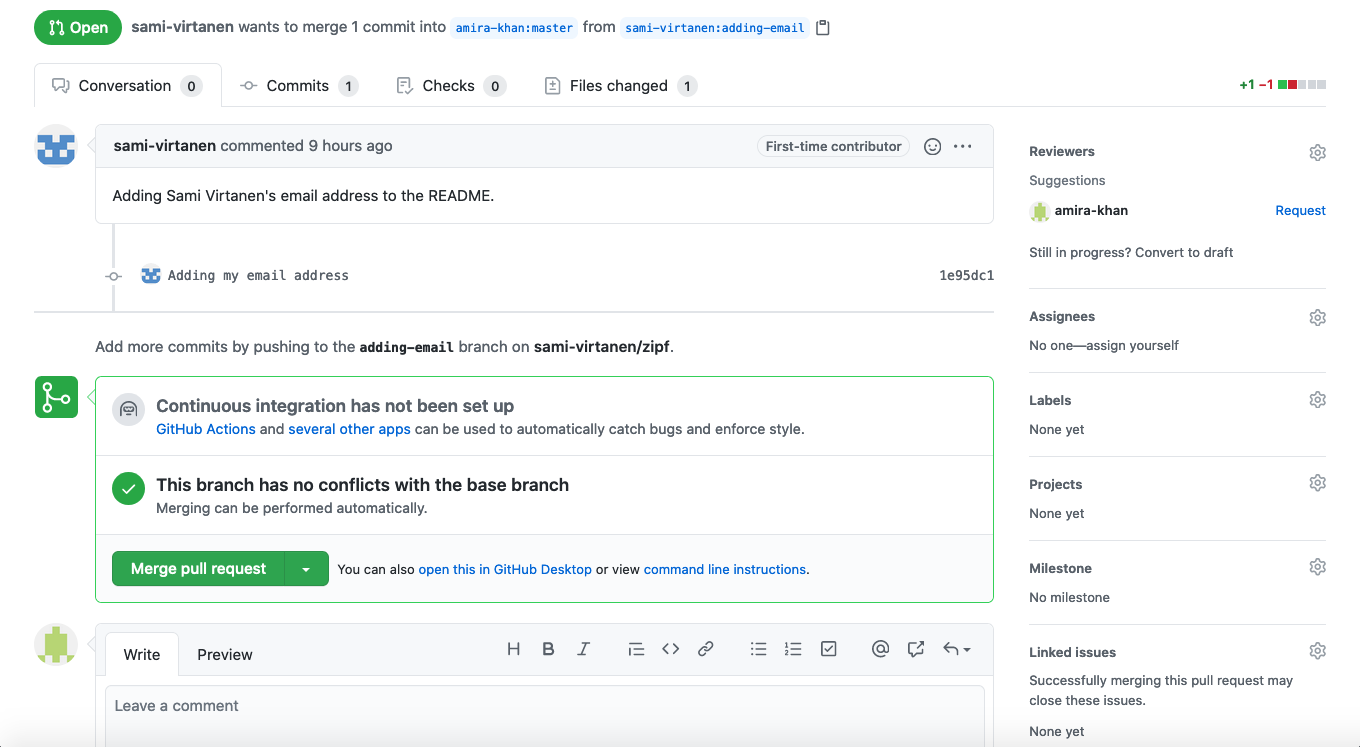 Open sami-virtanen wants to merge 1 commit into amira-khan:master from sami-virtanen:adding-email
Conversation 0 Commits 1 Checks 0 Files changed 1 +1 −1
sami-virtanen commented 9 hours ago First-time contributor
Adding Sami Virtanen's email address to the README.
Adding my email address 1e95dc1
Add more commits by pushing to the adding-email branch on sami-virtanen/zipf.
Continuous integration has not been set up
GitHub Actions and several other apps can be used to automatically catch bugs and enforce style.
This branch has no conflicts with the base branch
Merging can be performed automatically.
Merge pull request You can also open this in GitHub Desktop or view command line instructions.
Write Preview
Leave a comment
Reviewers
Suggestions
amira-khan Request
Still in progress? Convert to draft
Assignees
No one—assign yourself
Labels
None yet
Projects
None yet
Milestone
No milestone
Linked issues
Successfully merging this pull request may
close these issues.
None yet